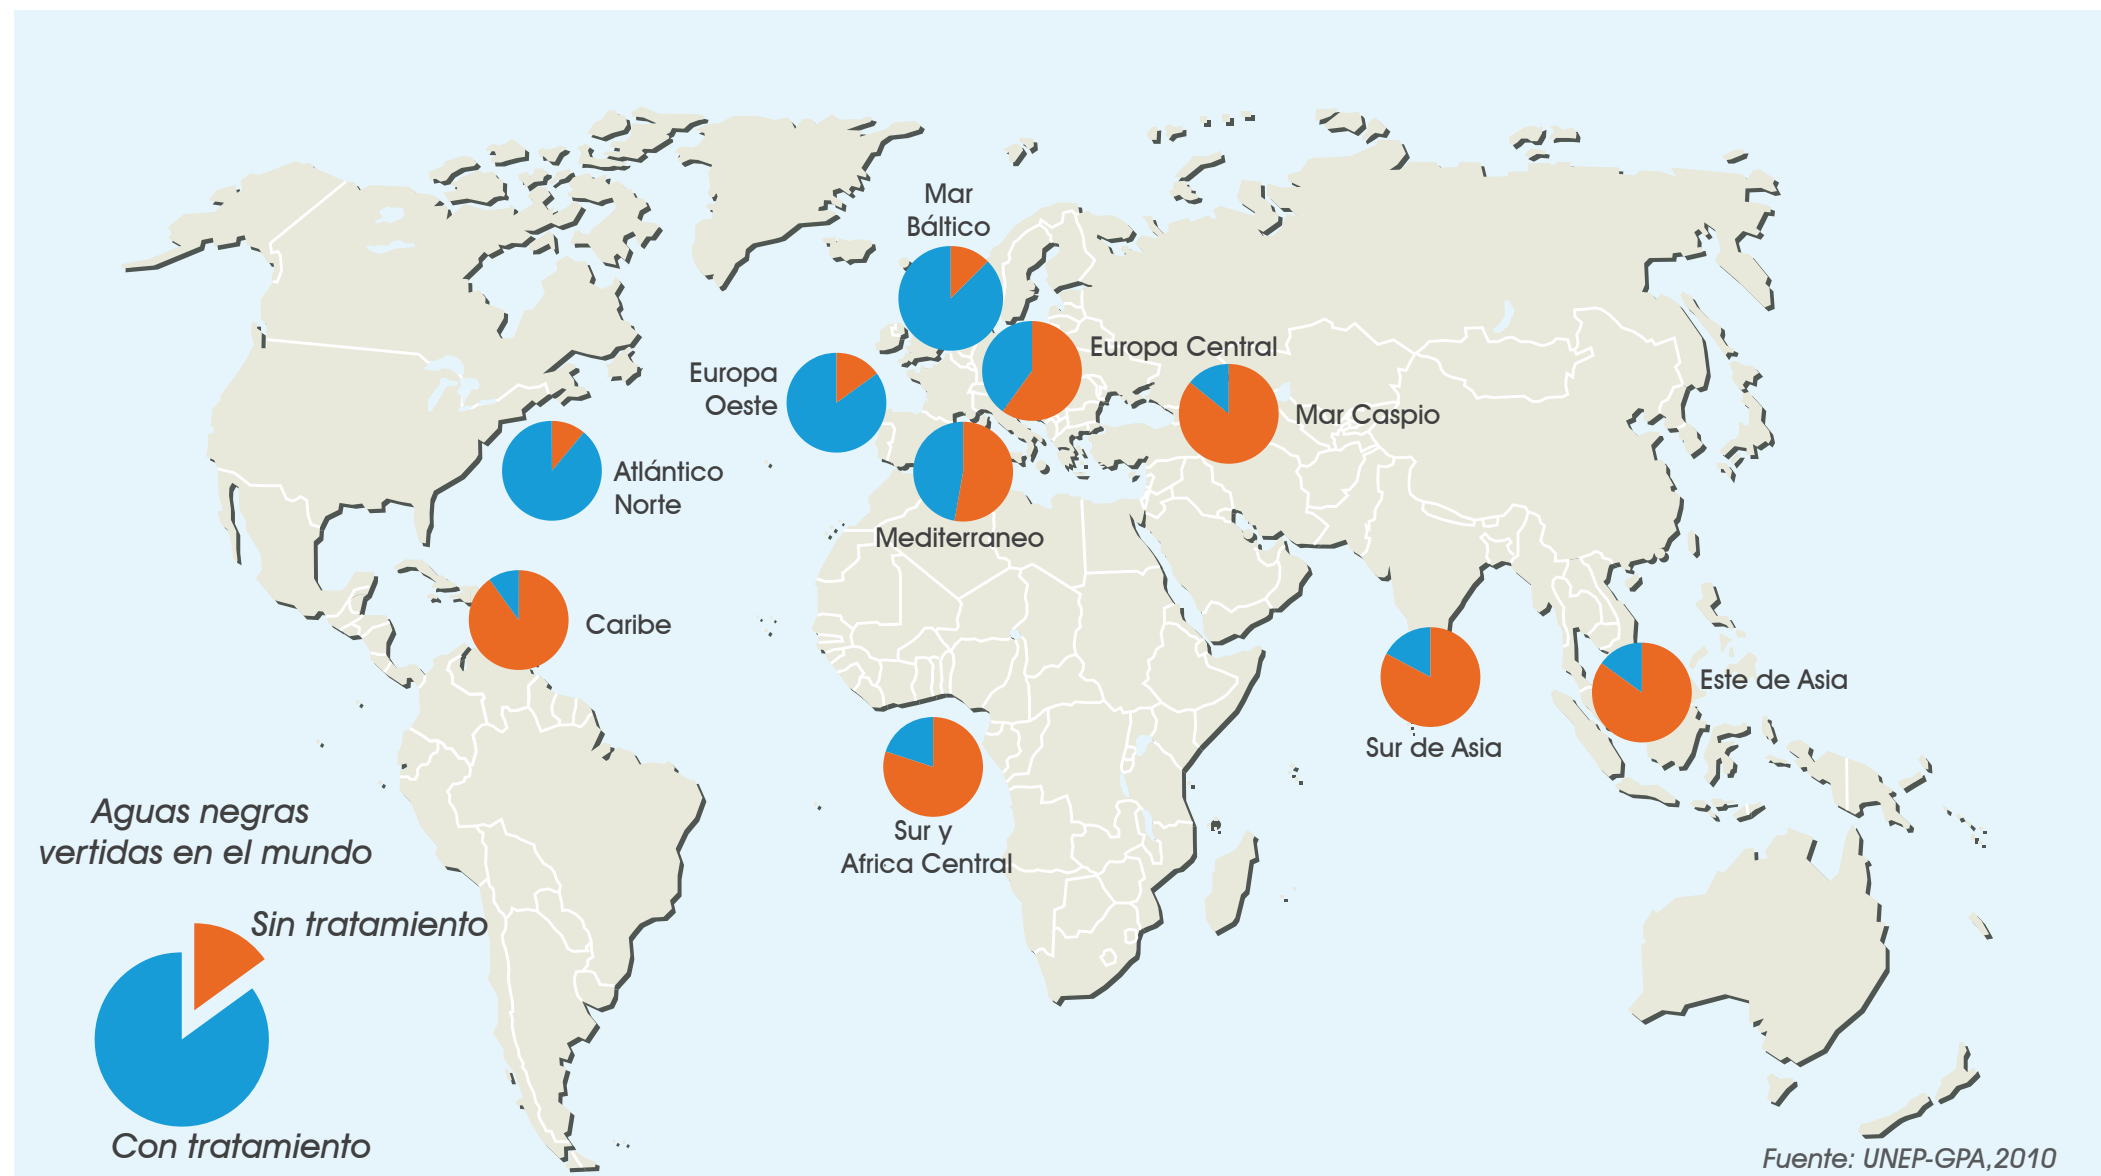 Mar
Báltico
Europa Central
Europa
Oeste
Mar Caspio
Atlántico
Norte
Mediterraneo
Caribe
Este de Asia
Sur de Asia
Sur y
Africa Central
Aguas negras
vertidas en el mundo
Sin tratamiento
Con tratamiento
Fuente: UNEP-GPA,2010